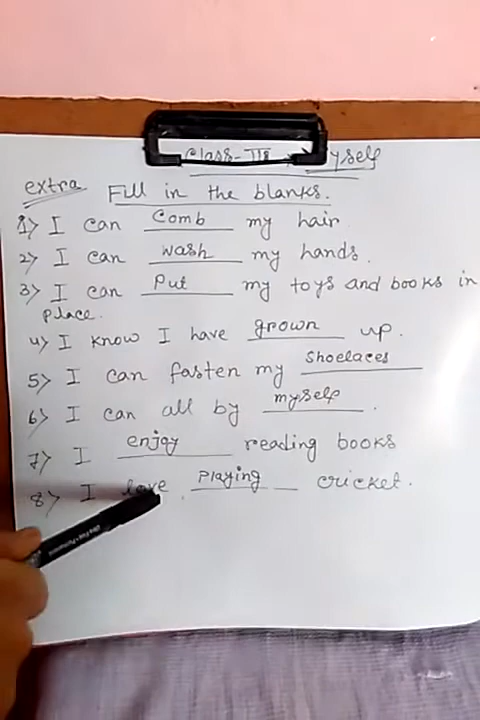 Class-III yself
extra Fill in the blanks.
1> I can comb my hair
2> I can wash my hands.
3> I can Put my toys and books in
place.
4> I know I have grown up.
5> I can fasten my shoelaces
6> I can all by myself.
7> I enjoy reading books
8> I love playing cricket.